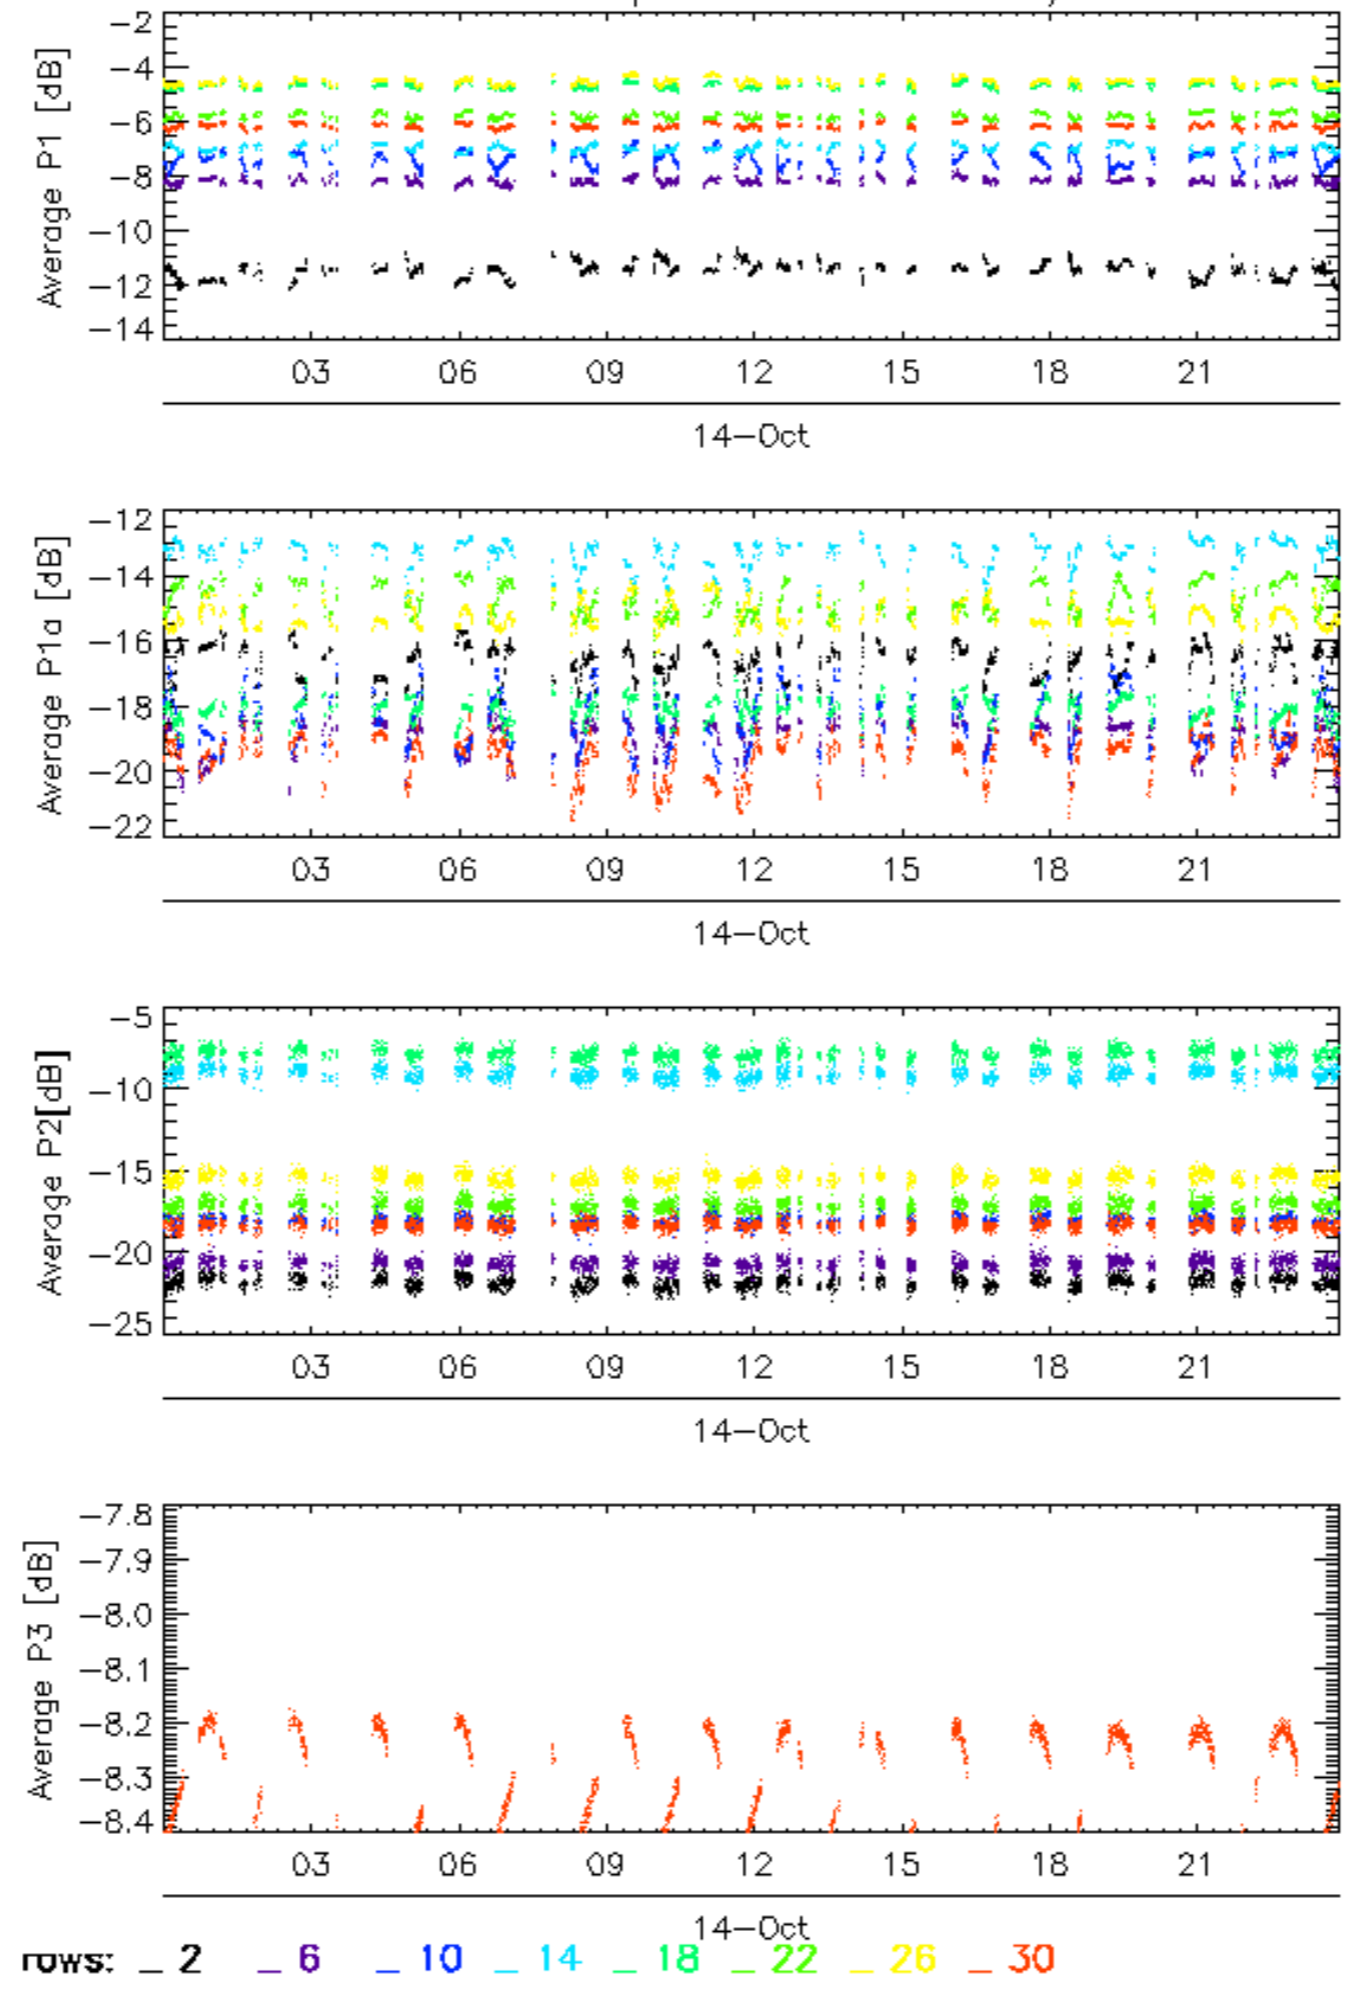 −2
−4
−6
−8
−10
−12
−14
Average P1 [dB]
03 06 09 12 15 18 21
14−Oct
−12
−14
−16
−18
−20
−22
Average P1a [dB]
03 06 09 12 15 18 21
14−Oct
−5
−10
−15
−20
−25
Average P2[dB]
03 06 09 12 15 18 21
14−Oct
−7.8
−7.9
−8.0
−8.1
−8.2
−8.3
−8.4
Average P3 [dB]
03 06 09 12 15 18 21
14−Oct
rows: _ 2 _ 6 _ 10 _ 14 _ 18 _ 22 _ 26 _ 30